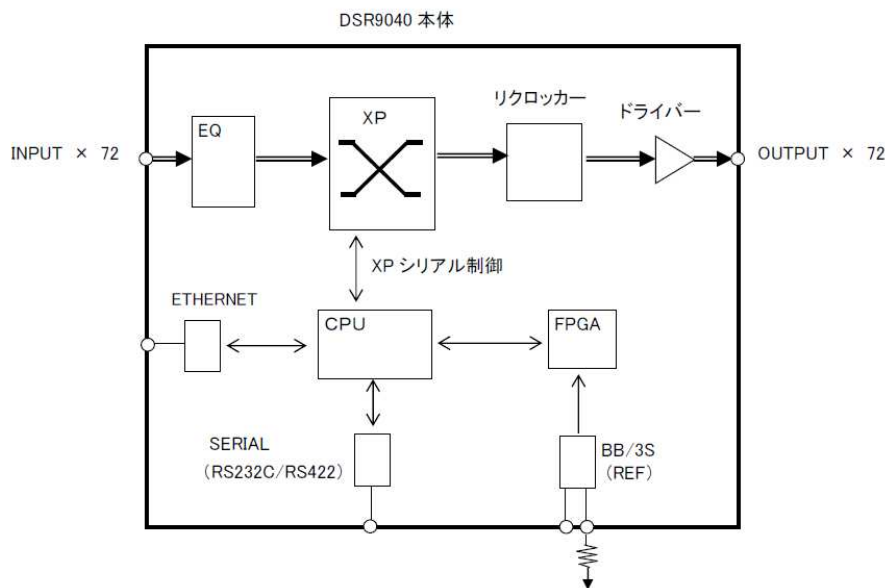 DSR9040 本体
リクロッカー
ドライバー
EQ
XP
INPUT × 72
OUTPUT × 72
XP シリアル制御
ETHERNET
CPU
FPGA
SERIAL
(RS232C/RS422)
BB/3S
(REF)